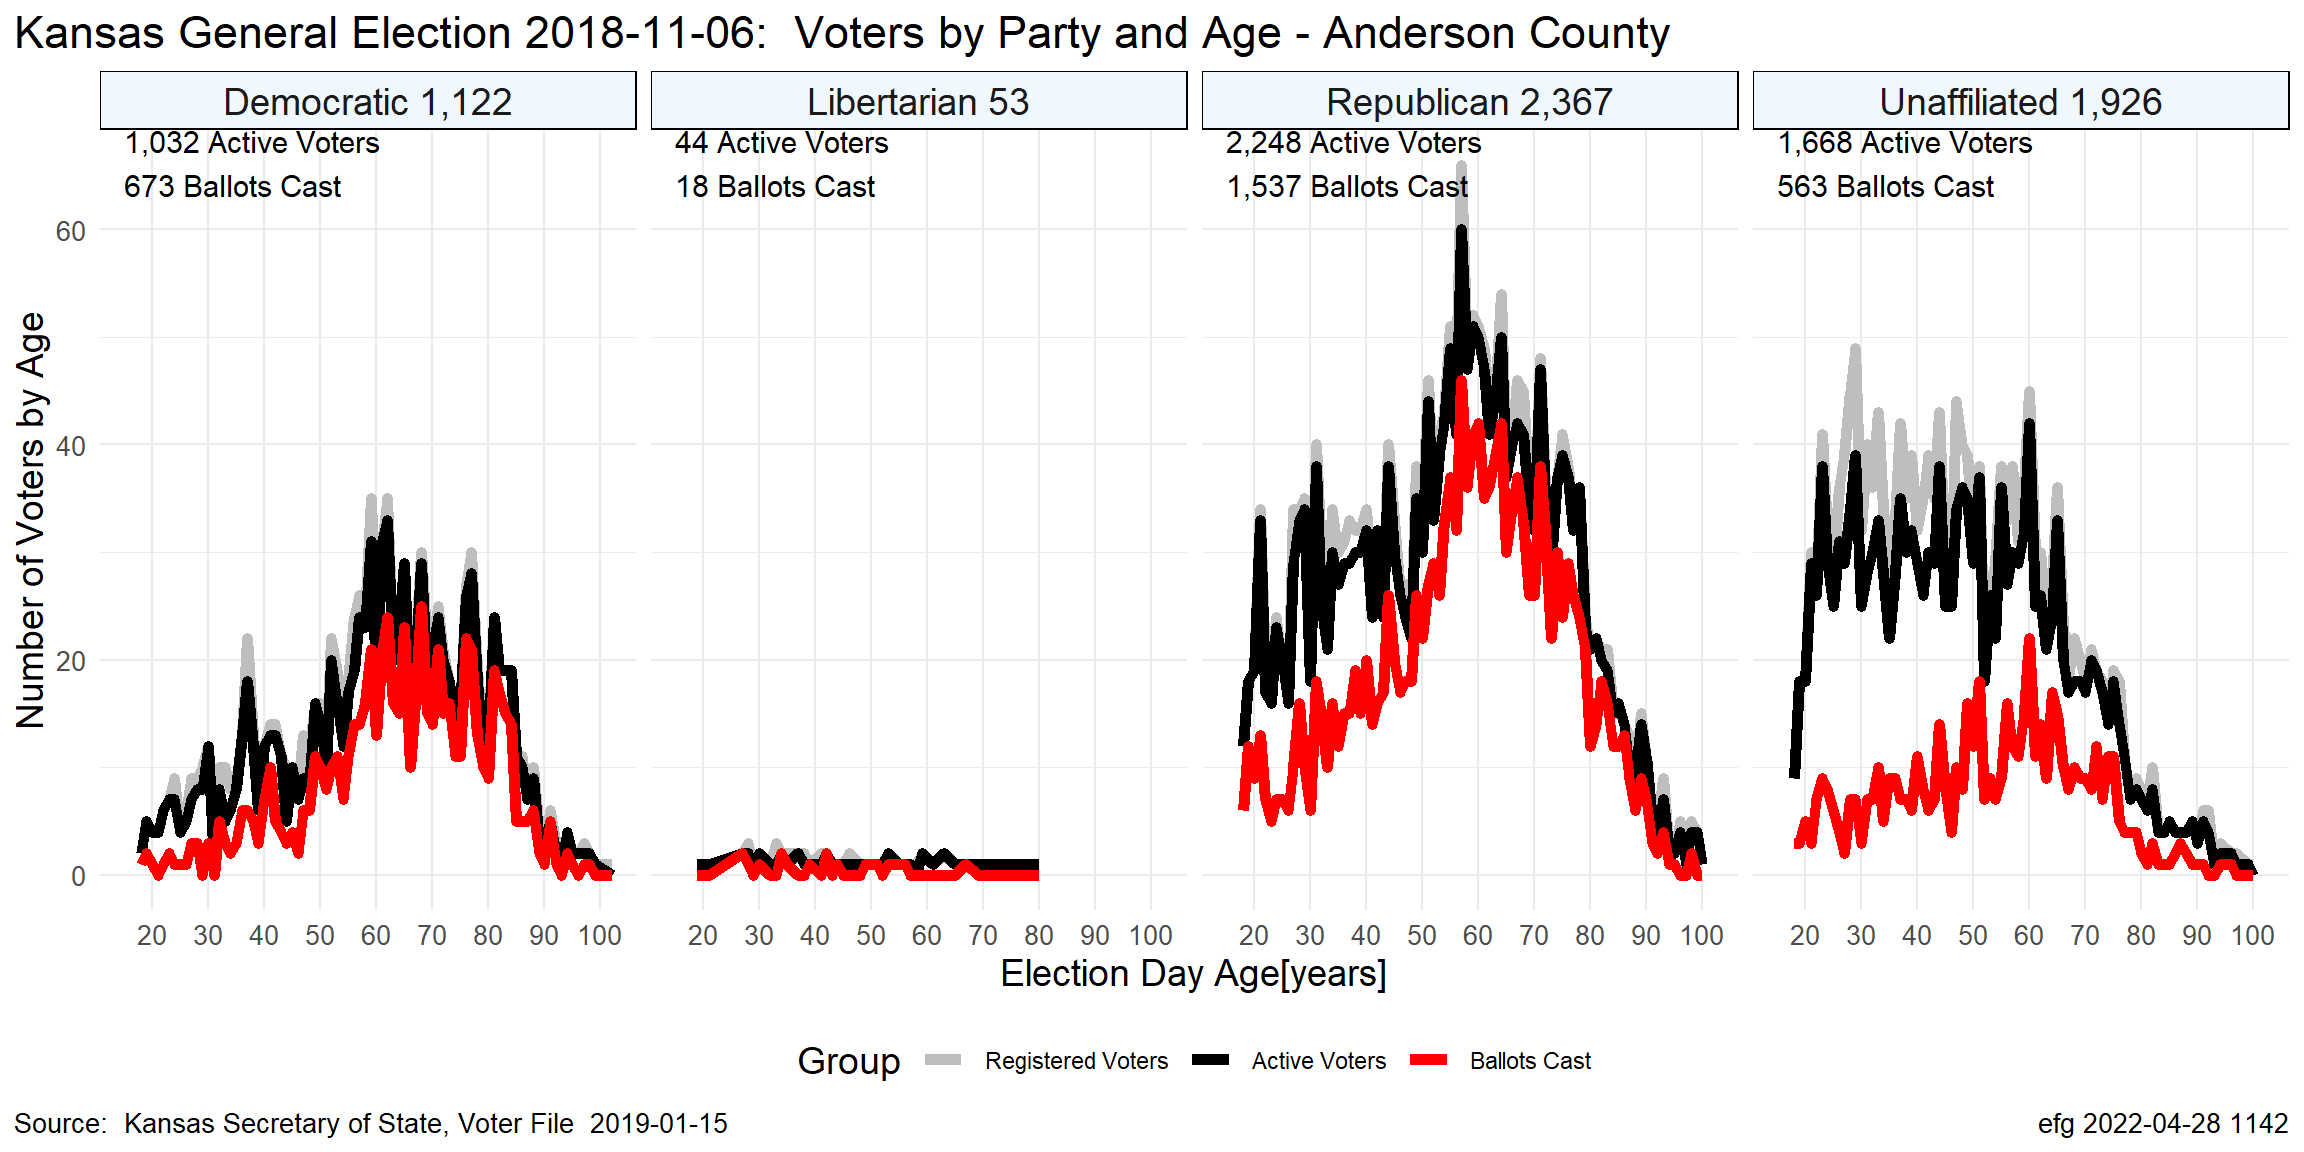 Kansas General Election 2018-11-06:  Voters by Party and Age - Anderson County
Democratic 1,122
Libertarian 53
Republican 2,367
Unaffiliated 1,926
1,032 Active Voters
673 Ballots Cast
44 Active Voters
18 Ballots Cast
2,248 Active Voters
1,537 Ballots Cast
1,668 Active Voters
563 Ballots Cast
Number of Voters by Age
60
40
20
0
20 30 40 50 60 70 80 90 100
20 30 40 50 60 70 80 90 100
20 30 40 50 60 70 80 90 100
20 30 40 50 60 70 80 90 100
Election Day Age[years]
Group Registered Voters Active Voters Ballots Cast
Source:  Kansas Secretary of State, Voter File  2019-01-15
efg 2022-04-28 1142